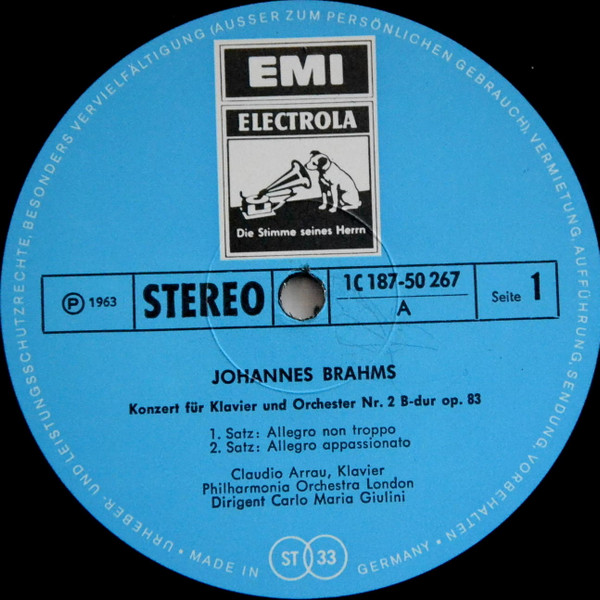 URHEBER- UND LEISTUNGSSCHUTZRECHTE, BESONDERS VERVIELFÄLTIGUNG (AUSSER ZUM PERSÖNLICHEN GEBRAUCH), VERMIETUNG, AUFFÜHRUNG, SENDUNG VORBEHALTEN
EMI
ELECTROLA
Die Stimme seines Herrn
Ⓟ 1963 STEREO 1C 187-50 267 Seite 1
A
JOHANNES BRAHMS
Konzert für Klavier und Orchester Nr. 2 B-dur op. 83
1. Satz: Allegro non troppo
2. Satz: Allegro appassionato
Claudio Arrau, Klavier
Philharmonia Orchestra London
Dirigent Carlo Maria Giulini
• MADE IN GERMANY •
ST 33